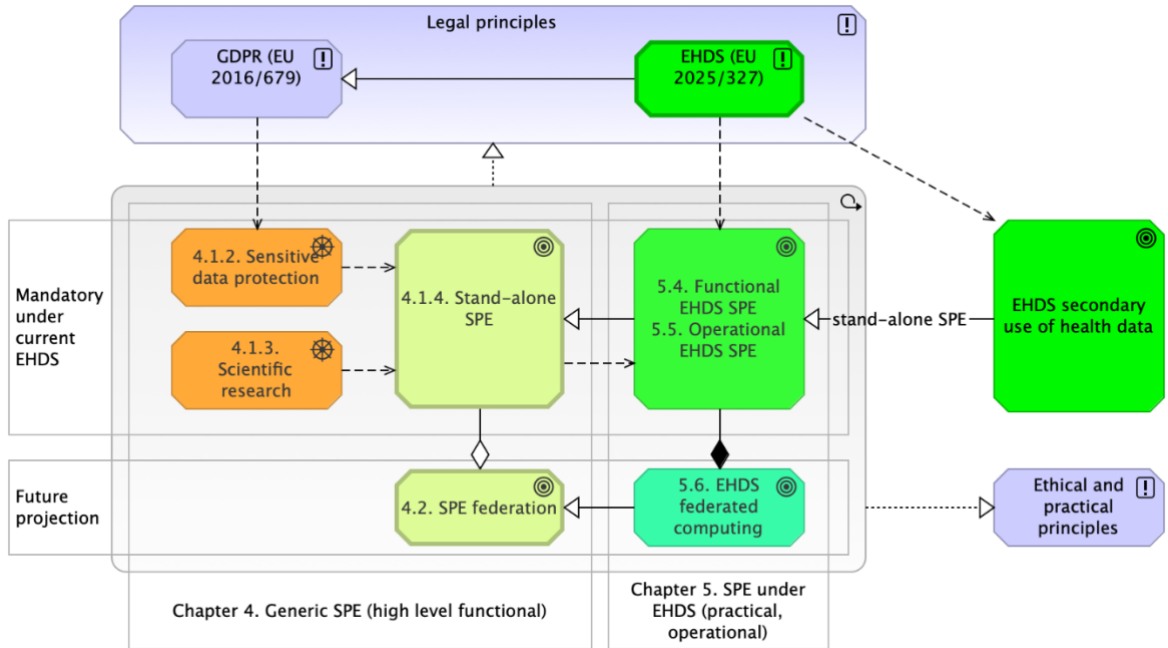 Legal principles
GDPR (EU
2016/679)
EHDS (EU
2025/327)
Mandatory
under
current
EHDS
4.1.2. Sensitive
data protection
4.1.3.
Scientific
research
4.1.4. Stand-alone
SPE
5.4. Functional
EHDS SPE
5.5. Operational
EHDS SPE
stand-alone SPE
EHDS secondary
use of health data
Future
projection
4.2. SPE federation
5.6. EHDS
federated
computing
Ethical and
practical
principles
Chapter 4. Generic SPE (high level functional)
Chapter 5. SPE under
EHDS (practical,
operational)